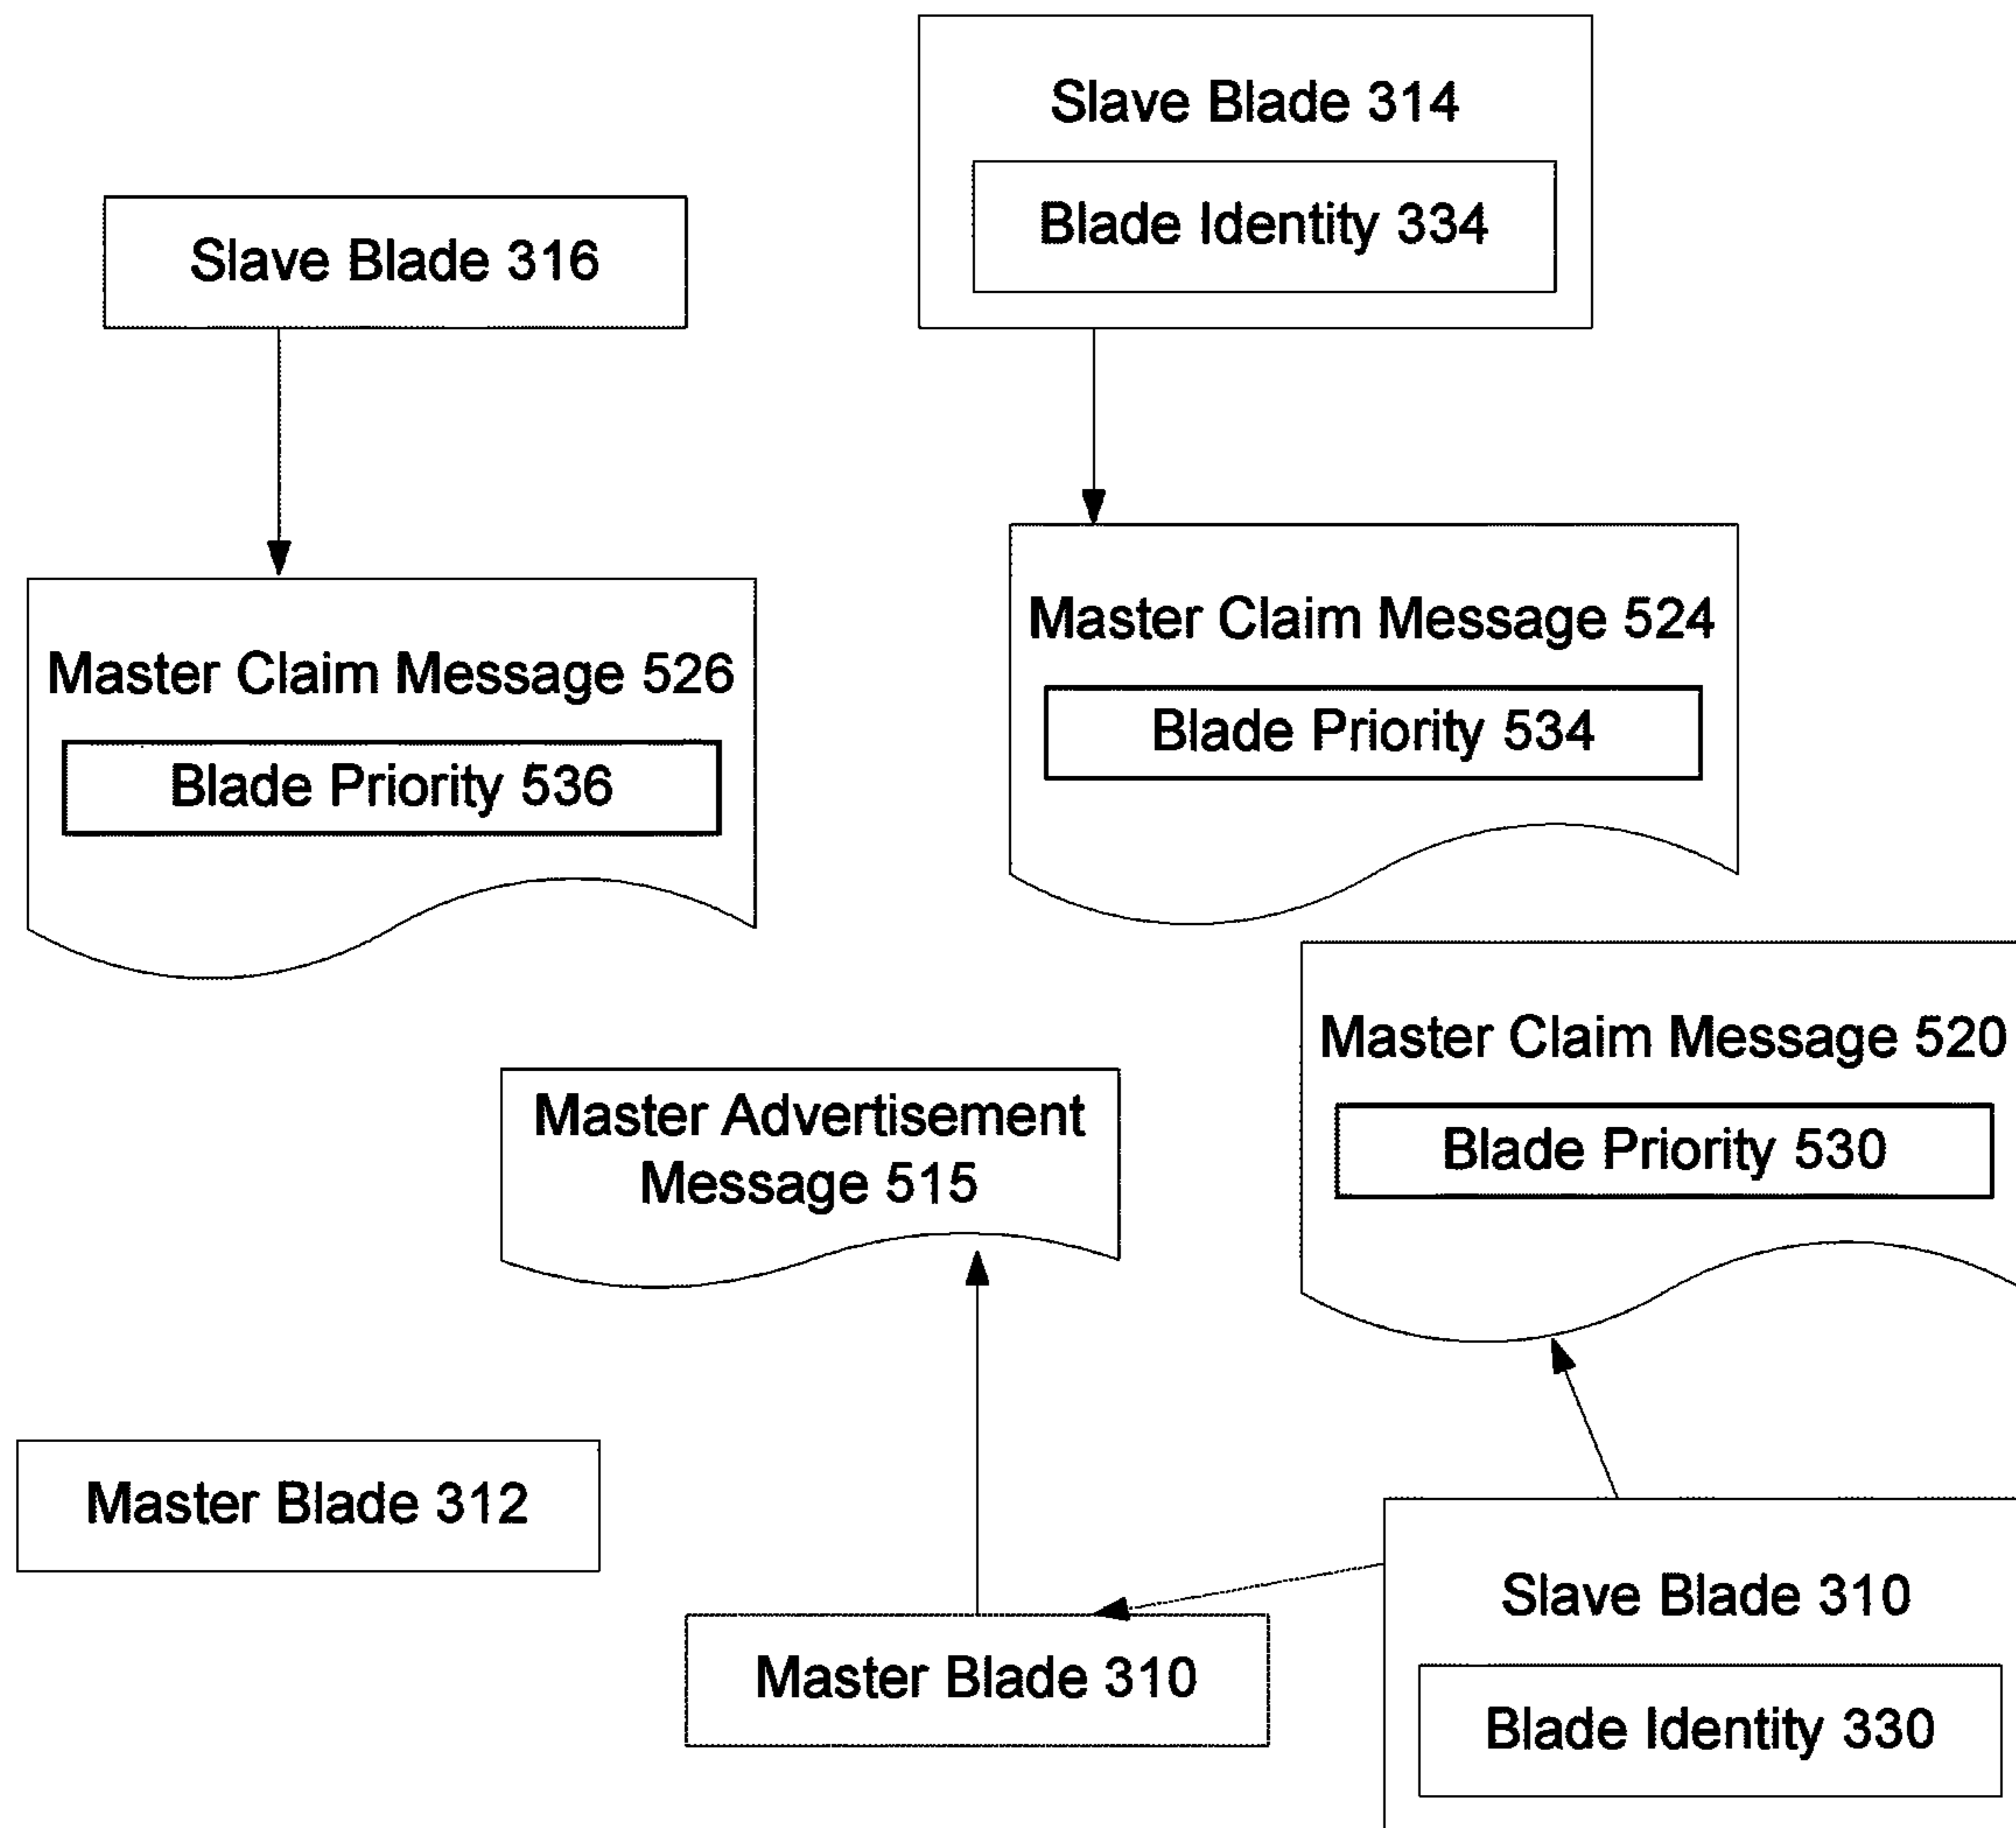 Slave Blade 314
Blade Identity 334
Slave Blade 316
Master Claim Message 524
Blade Priority 534
Master Claim Message 526
Blade Priority 536
Master Claim Message 520
Blade Priority 530
Master Advertisement
Message 515
Master Blade 312
Slave Blade 310
Blade Identity 330
Master Blade 310